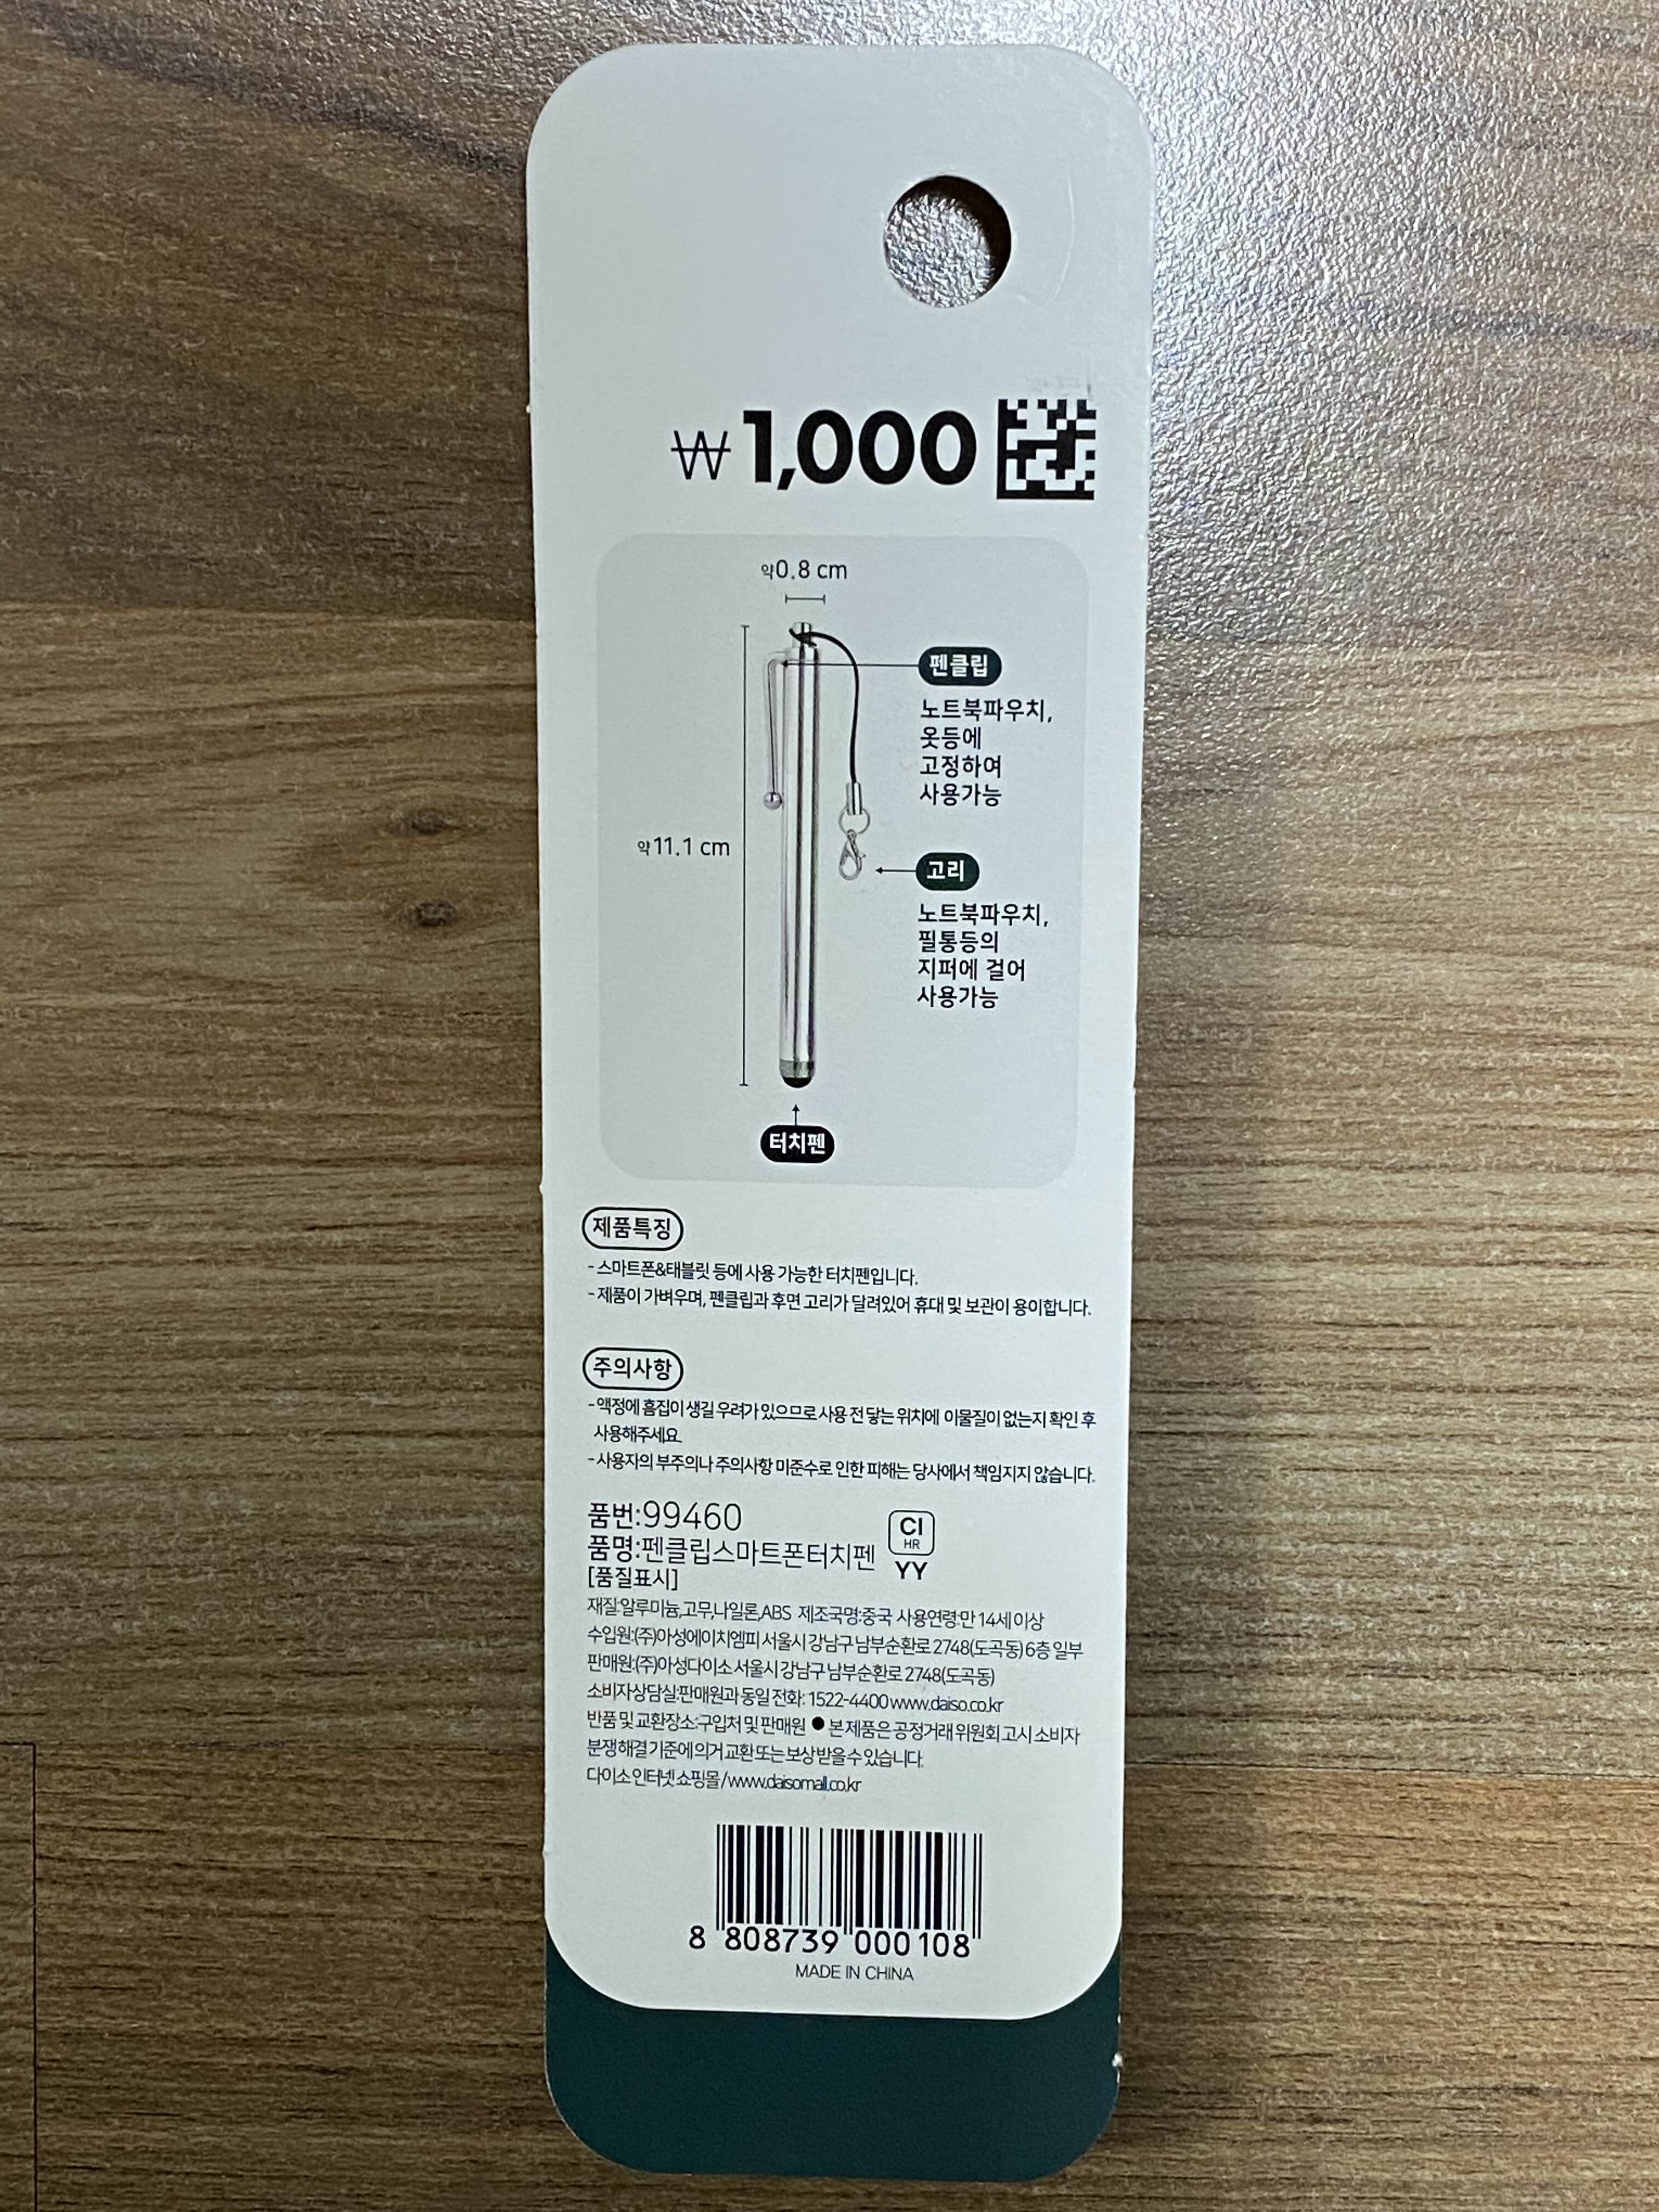 ₩1,000
약0.8 cm
펜클립
노트북파우치,
옷등에
고정하여
사용가능
약11.1 cm
고리
노트북파우치,
필통등의
지퍼에 걸어
사용가능
터치펜
제품특징
-스마트폰&태블릿 등에 사용 가능한 터치펜입니다.
-제품이 가벼우며, 펜클립과 후면 고리가 달려있어 휴대 및 보관이 용이합니다.
주의사항
-액정에 흠집이 생길 우려가 있으므로 사용 전 닿는 위치에 이물질이 없는지 확인 후
사용해주세요.
-사용자의 부주의나 주의사항 미준수로 인한 피해는 당사에서 책임지지 않습니다.
품번:99460
품명:펜클립스마트폰터치펜
CI
HR
YY
[품질표시]
재질:알루미늄,고무,나일론,ABS 제조국명:중국 사용연령:만 14세 이상
수입원:(주)아성에이치엠피 서울시 강남구 남부순환로 2748(도곡동) 6층 일부
판매원:(주)아성다이소 서울시 강남구 남부순환로 2748(도곡동)
소비자상담실:판매원과 동일 전화: 1522-4400 www.daiso.co.kr
반품 및 교환장소:구입처 및 판매원 ● 본 제품은 공정거래 위원회 고시 소비자
분쟁해결 기준에 의거 교환 또는 보상 받을 수 있습니다.
다이소 인터넷 쇼핑몰/www.daisomall.co.kr
8 808739 000108
MADE IN CHINA